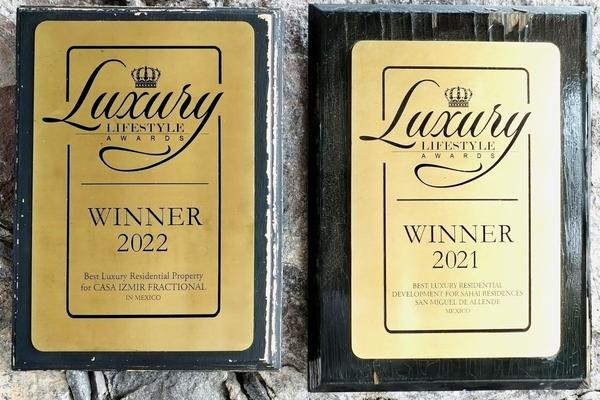 Luxury
LIFESTYLE
AWARDS
WINNER
2022
Best Luxury Residential Property
for CASA IZMIR FRACTIONAL
IN MEXICO
Luxury
LIFESTYLE
AWARDS
WINNER
2021
BEST LUXURY RESIDENTIAL
DEVELOPMENT FOR SAHAI RESIDENCES
SAN MIGUEL DE ALLENDE
MEXICO